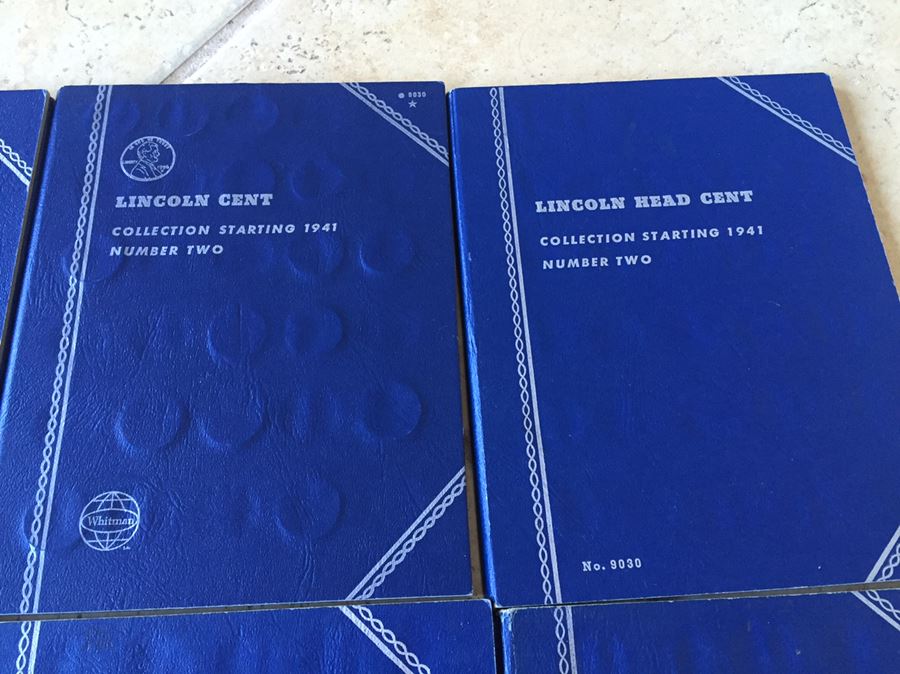 ● 9030
★
LINCOLN CENT
COLLECTION STARTING 1941
NUMBER TWO
Whitman
LINCOLN HEAD CENT
COLLECTION STARTING 1941
NUMBER TWO
No. 9030